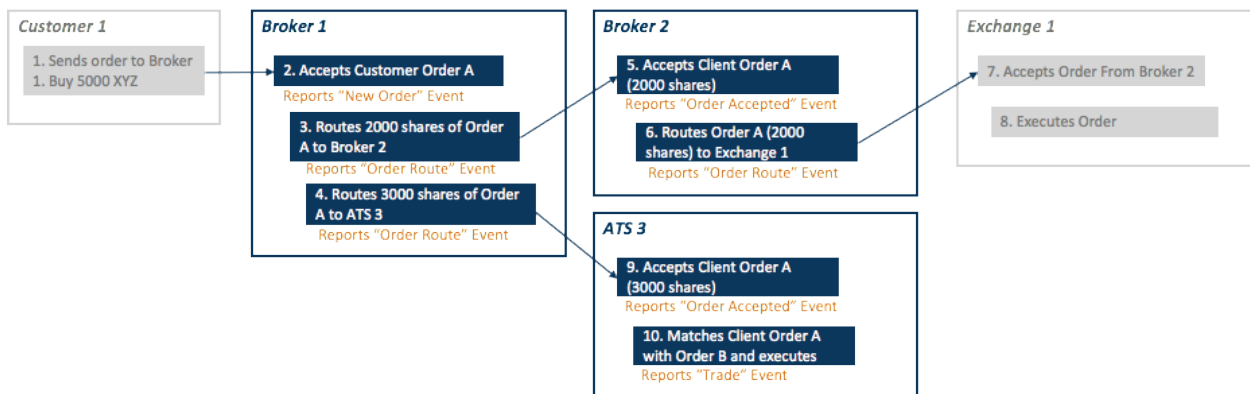 Customer 1
1. Sends order to Broker
1. Buy 5000 XYZ
Broker 1
2. Accepts Customer Order A
Reports "New Order" Event
3. Routes 2000 shares of Order
A to Broker 2
Reports "Order Route" Event
4. Routes 3000 shares of Order
A to ATS 3
Reports "Order Route" Event
Broker 2
5. Accepts Client Order A
(2000 shares)
Reports "Order Accepted" Event
6. Routes Order A (2000
shares) to Exchange 1
Reports "Order Route" Event
Exchange 1
7. Accepts Order From Broker 2
8. Executes Order
ATS 3
9. Accepts Client Order A
(3000 shares)
Reports "Order Accepted" Event
10. Matches Client Order A
with Order B and executes
Reports "Trade" Event